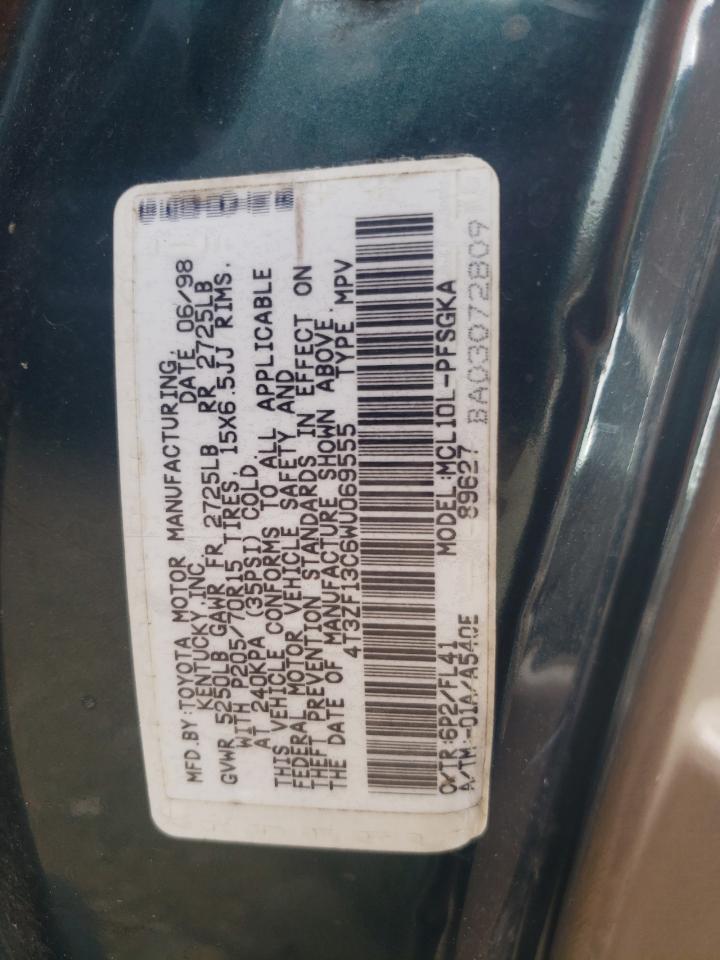 MFD.BY:TOYOTA MOTOR MANUFACTURING,
KENTUCKY,INC. DATE 06/98
GVWR 5250LB GAWR FR 2725LB RR 2725LB
WITH P205/70R15 TIRES, 15X6.5JJ RIMS.
AT 240KPA (35PSI) COLD.
THIS VEHICLE CONFORMS TO ALL APPLICABLE
FEDERAL MOTOR VEHICLE SAFETY AND
THEFT PREVENTION STANDARDS IN EFFECT ON
THE DATE OF MANUFACTURE SHOWN ABOVE.
4T3ZF13C6WU069555 TYPE MPV
C/TR:6P2/FL41 MODEL:MCL10L-PFSGKA
A/TM:-01A/A540E 89627
BA03072809